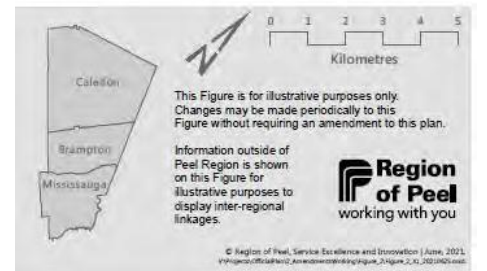 0 1 2 3 4 5
Kilometres
N
Caledon
Brampton
Mississauga
This Figure is for illustrative purposes only.
Changes may be made periodically to this
Figure without requiring an amendment to this plan.
Information outside of
Peel Region is shown
on this Figure for
illustrative purposes to
display inter-regional
linkages.
Region
of Peel
working with you
© Region of Peel, Service Excellence and Innovation | June, 2021